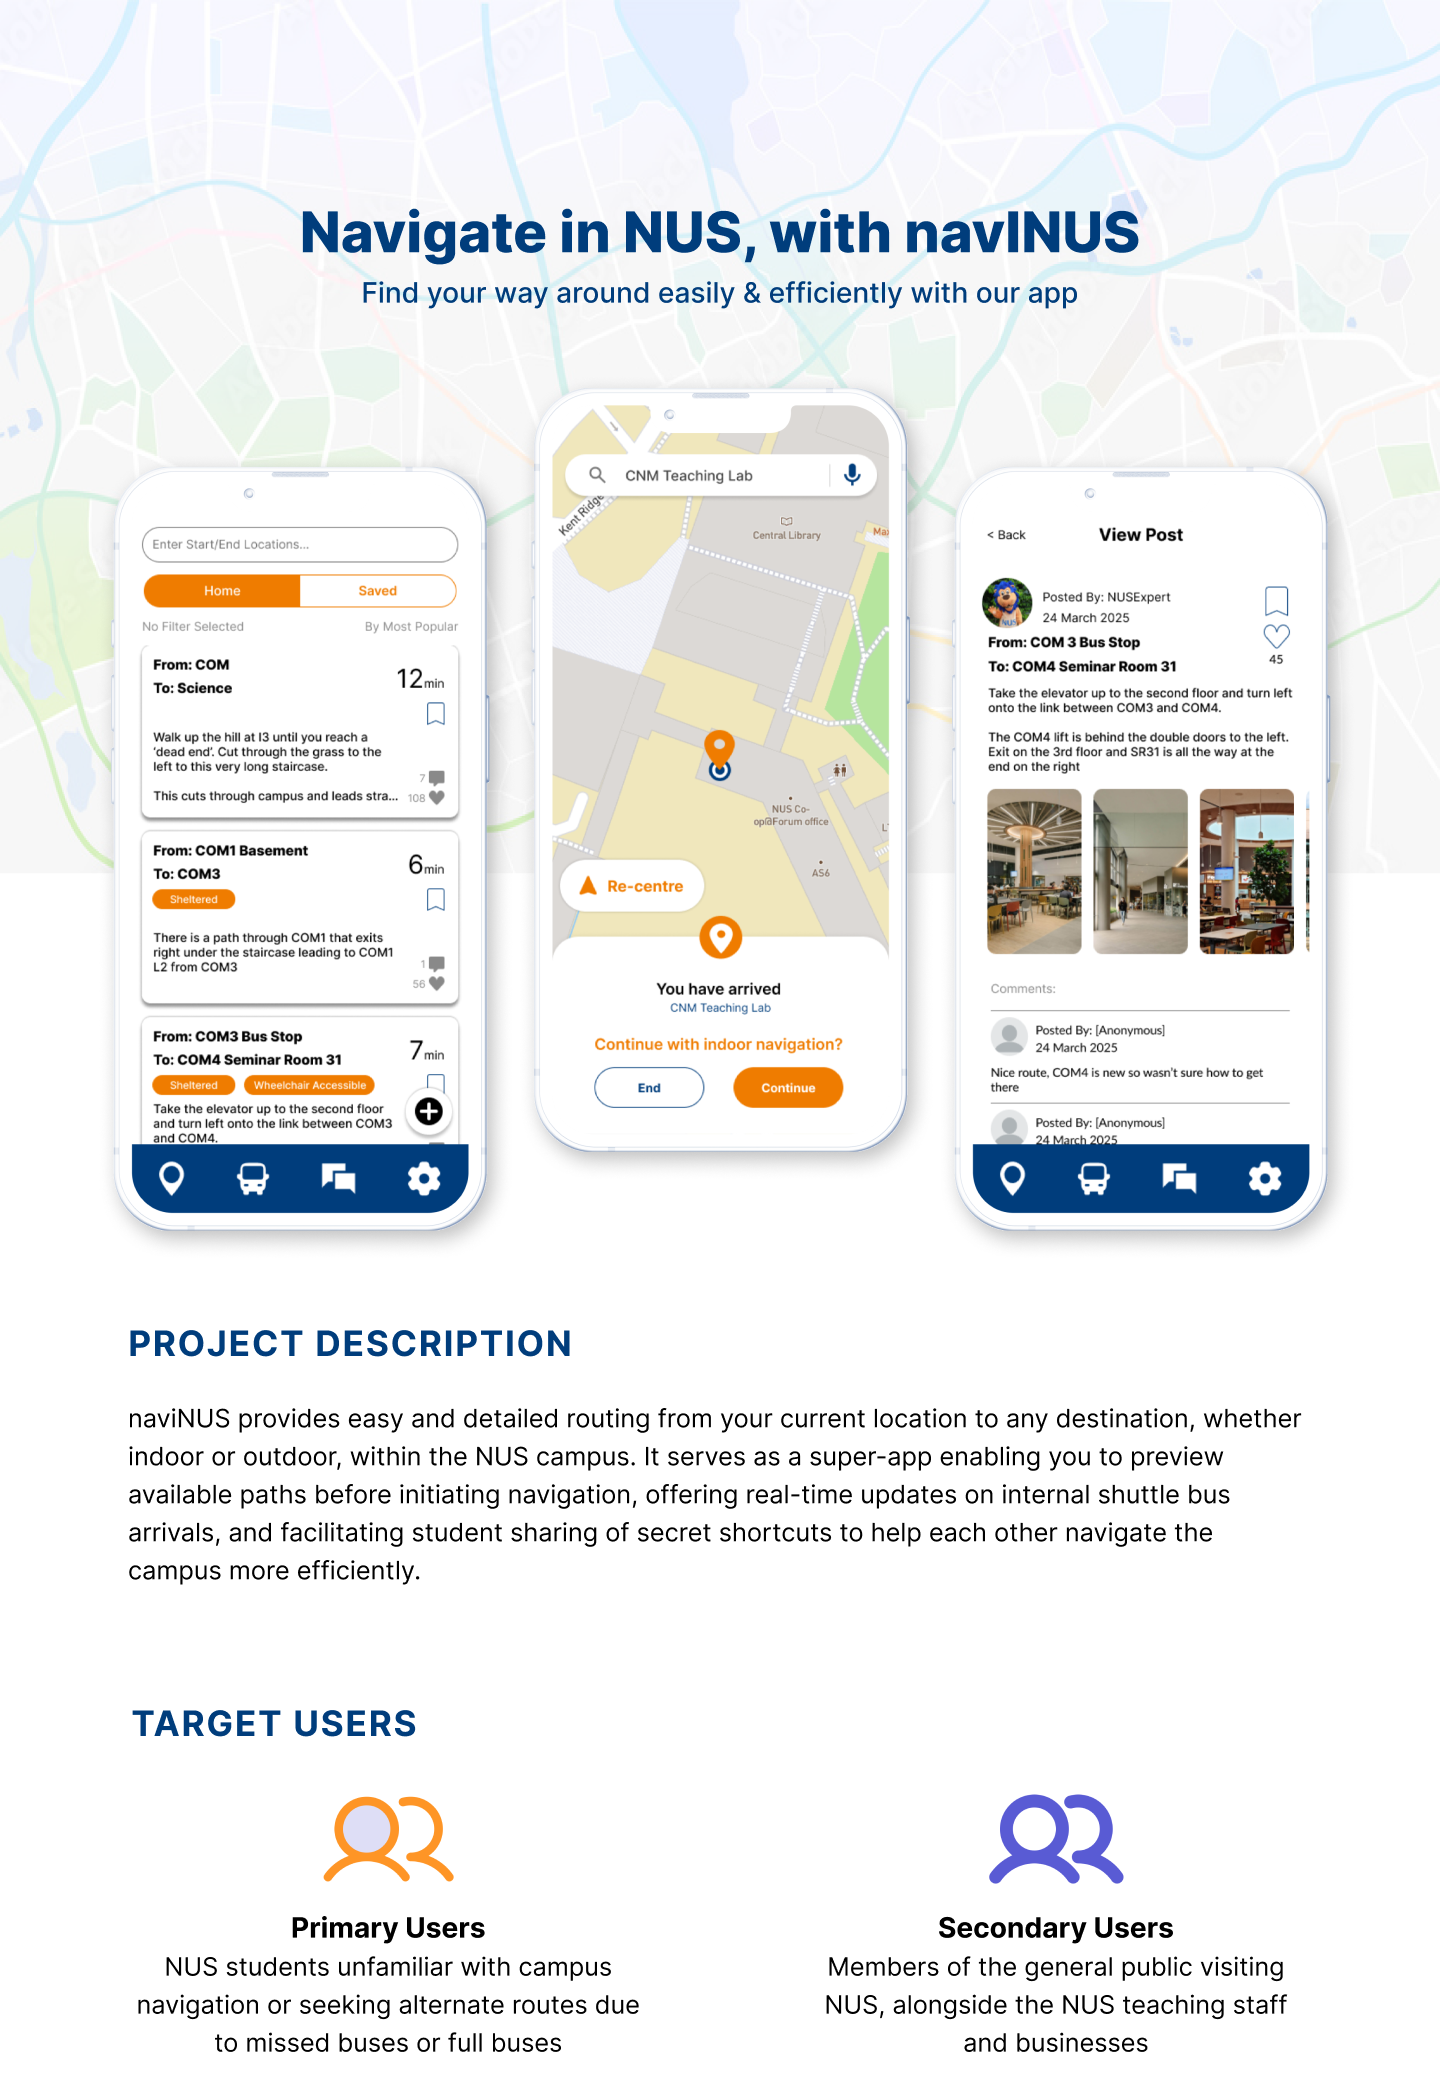 Navigate in NUS, with navINUS
Find your way around easily & efficiently with our app
Enter Start/End Locations...
Home
Saved
No Filter Selected
By Most Popular
From: COM
To: Science
12min
Walk up the hill at I3 until you reach a
'dead end'. Cut through the grass to the
left to this very long staircase.
7
This cuts through campus and leads stra...
108
From: COM1 Basement
To: COM3
6min
Sheltered
There is a path through COM1 that exits
right under the staircase leading to COM1
L2 from COM3
1
56
From: COM3 Bus Stop
To: COM4 Seminar Room 31
7min
Sheltered
Wheelchair Accessible
Take the elevator up to the second floor
and turn left onto the link between COM3
and COM4.
CNM Teaching Lab
Kent Ridge
Central Library
Max
NUS Co-
op@Forum office
LT
AS6
Re-centre
You have arrived
CNM Teaching Lab
Continue with indoor navigation?
End
Continue
< Back
View Post
Posted By: NUSExpert
24 March 2025
From: COM 3 Bus Stop
To: COM4 Seminar Room 31
45
Take the elevator up to the second floor and turn left
onto the link between COM3 and COM4.
The COM4 lift is behind the double doors to the left.
Exit on the 3rd floor and SR31 is all the way at the
end on the right
Comments:
Posted By: [Anonymous]
24 March 2025
Nice route, COM4 is new so wasn't sure how to get
there
Posted By: [Anonymous]
24 March 2025
PROJECT DESCRIPTION
naviNUS provides easy and detailed routing from your current location to any destination, whether
indoor or outdoor, within the NUS campus. It serves as a super-app enabling you to preview
available paths before initiating navigation, offering real-time updates on internal shuttle bus
arrivals, and facilitating student sharing of secret shortcuts to help each other navigate the
campus more efficiently.
TARGET USERS
Primary Users
NUS students unfamiliar with campus
navigation or seeking alternate routes due
to missed buses or full buses
Secondary Users
Members of the general public visiting
NUS, alongside the NUS teaching staff
and businesses